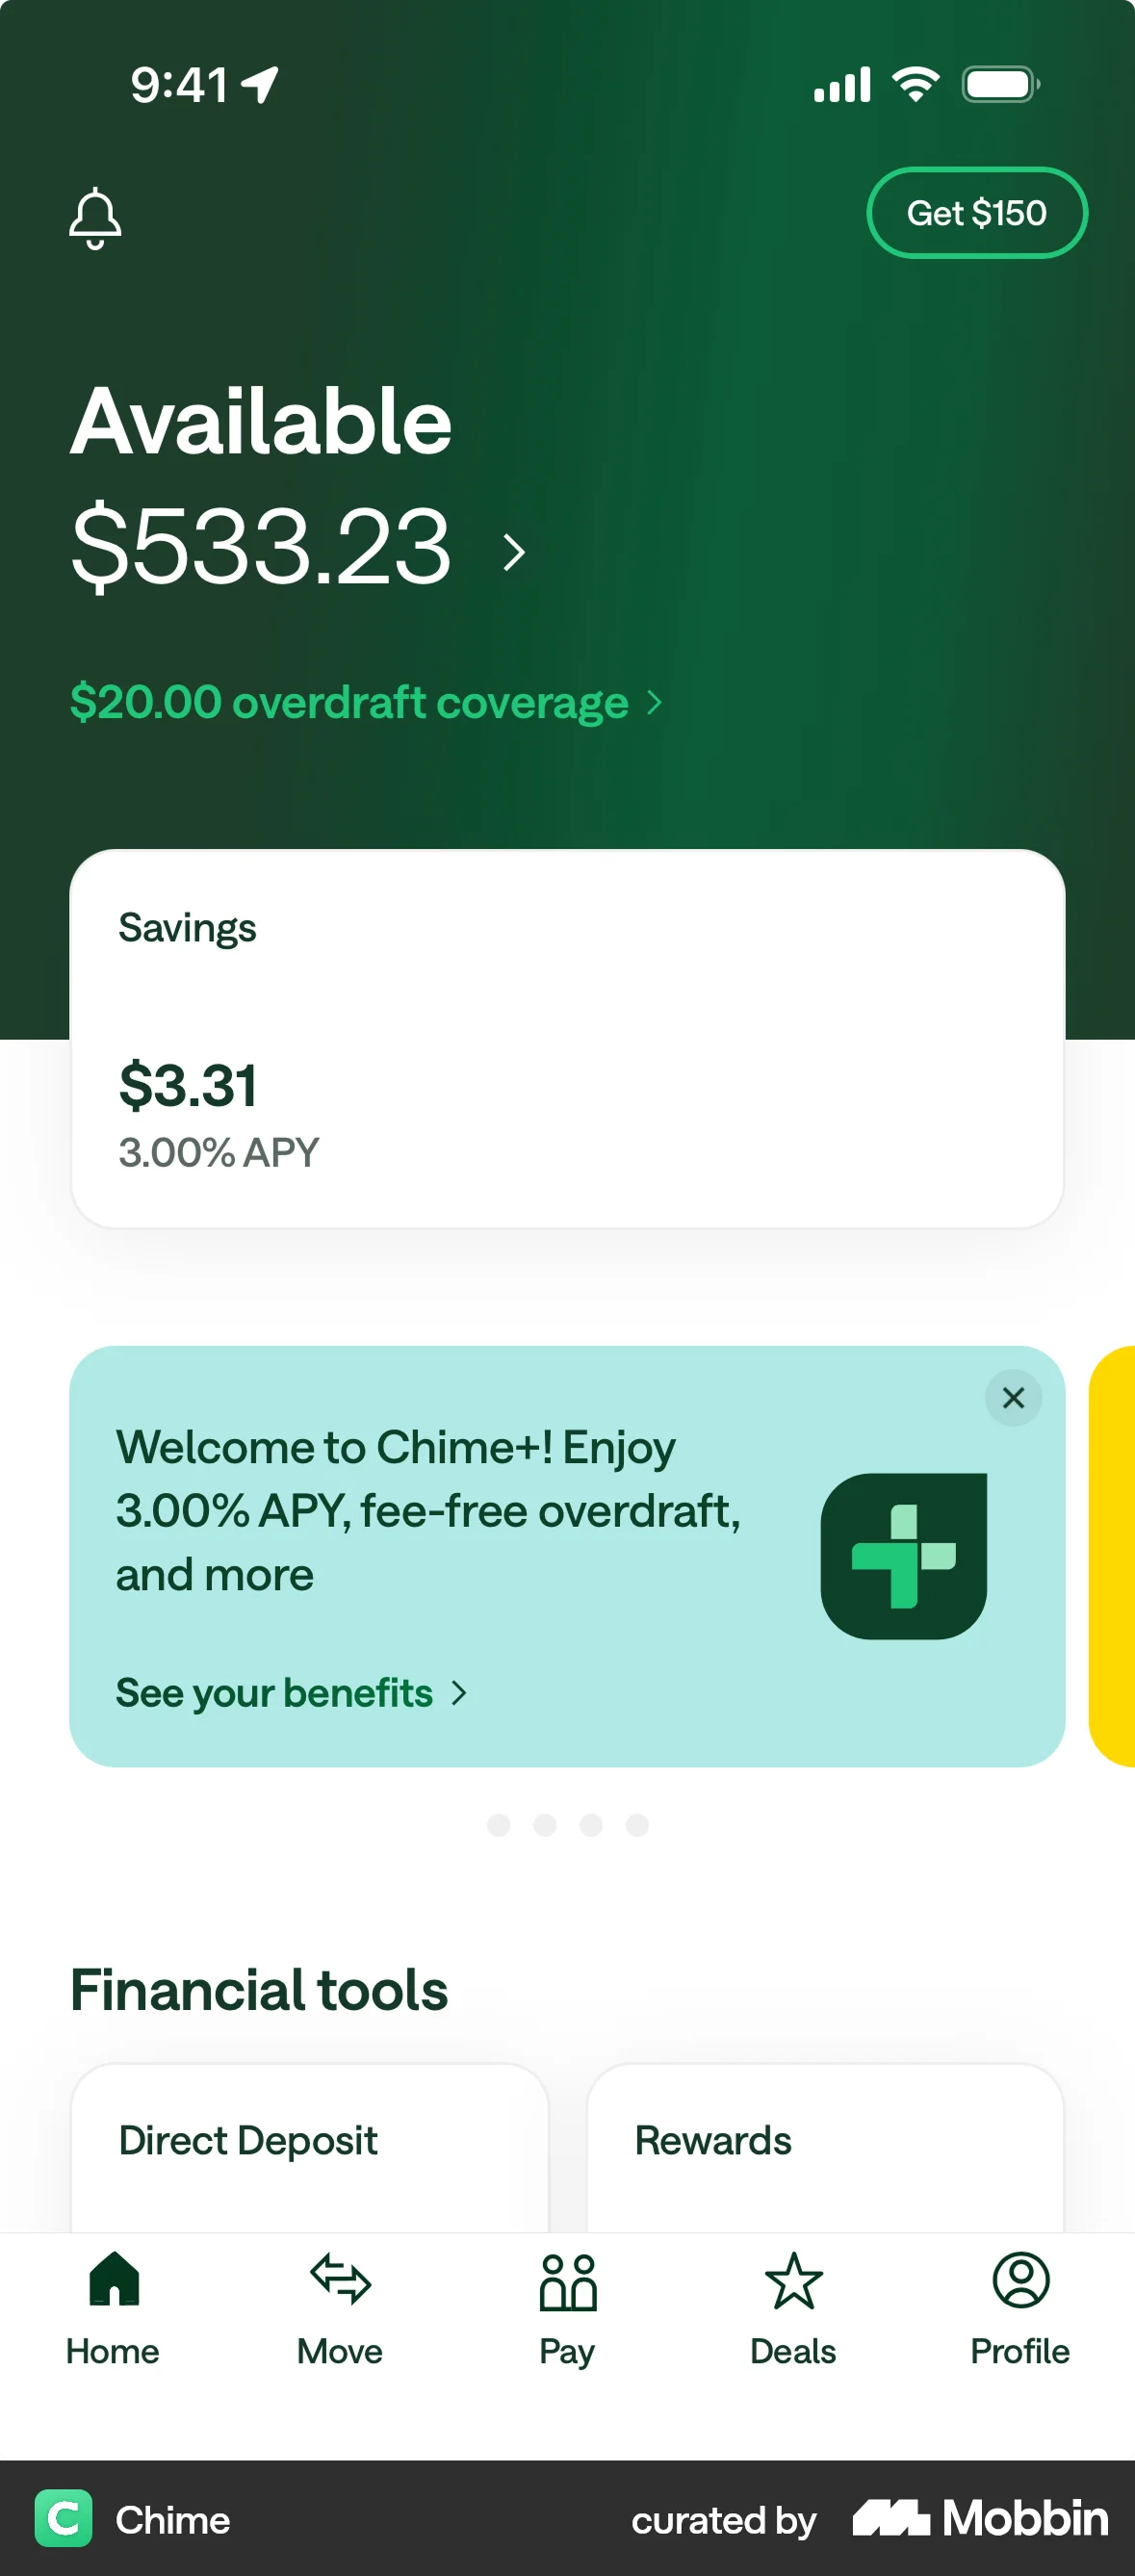 9:41
Get $150
Available
$533.23
$20.00 overdraft coverage
Savings
$3.31
3.00% APY
Welcome to Chime+! Enjoy
3.00% APY, fee-free overdraft,
and more
See your benefits
Financial tools
Direct Deposit
Rewards
Home
Move
Pay
Deals
Profile
C
Chime
curated by
Mobbin